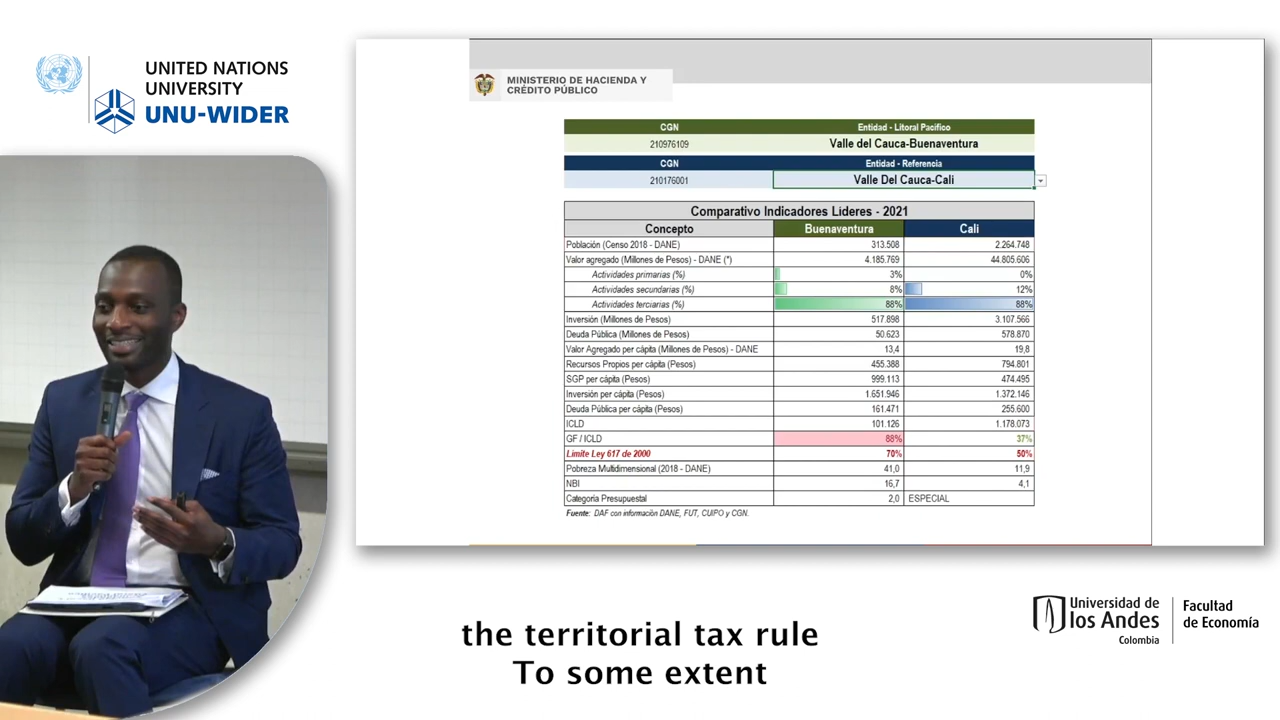 UNITED NATIONS
UNIVERSITY
UNU-WIDER
MINISTERIO DE HACIENDA Y
CRÉDITO PÚBLICO
CGN Entidad - Litoral Pacífico
210976109 Valle del Cauca-Buenaventura
CGN Entidad - Referencia
210176001 Valle Del Cauca-Cali
Comparativo Indicadores Lideres - 2021
Concepto Buenaventura Cali
Población (Censo 2018 - DANE) 313.508 2.264.748
Valor agregado (Millones de Pesos) - DANE (*) 4.185.769 44.805.606
Actividades primarias (%) 3% 0%
Actividades secundarias (%) 8% 12%
Actividades terciarias (%) 88% 88%
Inversión (Millones de Pesos) 517.898 3.107.566
Deuda Pública (Millones de Pesos) 50.623 578.870
Valor Agregado per cápita (Millones de Pesos) - DANE 13,4 19,8
Recursos Propios per cápita (Pesos) 455.388 794.801
SGP per cápita (Pesos) 999.113 474.495
Inversión per cápita (Pesos) 1.651.946 1.372.146
Deuda Pública per cápita (Pesos) 161.471 255.600
ICLD 101.126 1.178.073
GF / ICLD 88% 37%
Limite Ley 617 de 2000 70% 50%
Pobreza Multidimensional (2018 - DANE) 41,0 11,9
NBI 16,7 4,1
Categoría Presupuestal 2,0 ESPECIAL
Fuente: DAF con información DANE, FUT, CUIPO y CGN.
the territorial tax rule
To some extent
Universidad de
los Andes
Colombia
Facultad
de Economía